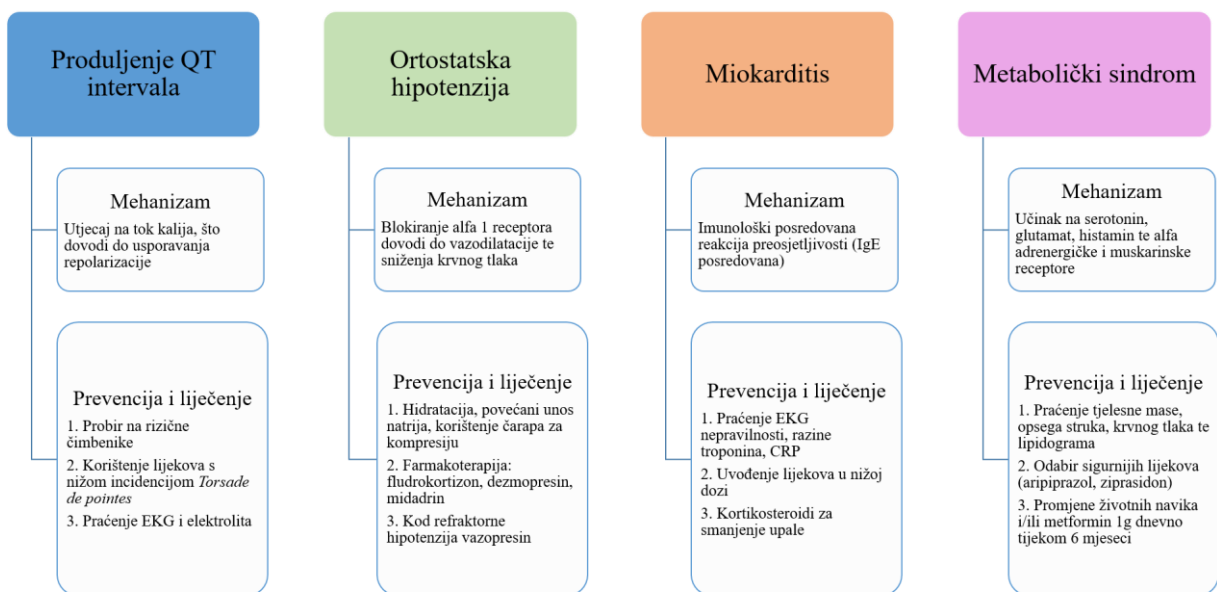 Produljenje QT
intervala
Mehanizam
Utjecaj na tok kalija, što
dovodi do usporavanja
repolarizacije
Prevencija i liječenje
1. Probir na rizične
čimbenike
2. Korištenje lijekova s
nižom incidencijom Torsade
de pointes
3. Praćenje EKG i elektrolita
Ortostatska
hipotenzija
Mehanizam
Blokiranje alfa 1 receptora
dovodi do vazodilatacije te
sniženja krvnog tlaka
Prevencija i liječenje
1. Hidratacija, povećani unos
natrija, korištenje čarapa za
kompresiju
2. Farmakoterapija:
fludrokortizon, dezmopresin,
midadrin
3. Kod refraktorne
hipotenzija vazopresin
Miokarditis
Mehanizam
Imunološki posredovana
reakcija preosjetljivosti (IgE
posredovana)
Prevencija i liječenje
1. Praćenje EKG
nepravilnosti, razine
troponina, CRP
2. Uvođenje lijekova u nižoj
dozi
3. Kortikosteroidi za
smanjenje upale
Metabolički sindrom
Mehanizam
Učinak na serotonin,
glutamat, histamin te alfa
adrenergičke i muskarinske
receptore
Prevencija i liječenje
1. Praćenje tjelesne mase,
opsega struka, krvnog tlaka te
lipidograma
2. Odabir sigurnijih lijekova
(aripiprazol, ziprasidon)
3. Promjene životnih navika
i/ili metformin 1g dnevno
tijekom 6 mjeseci